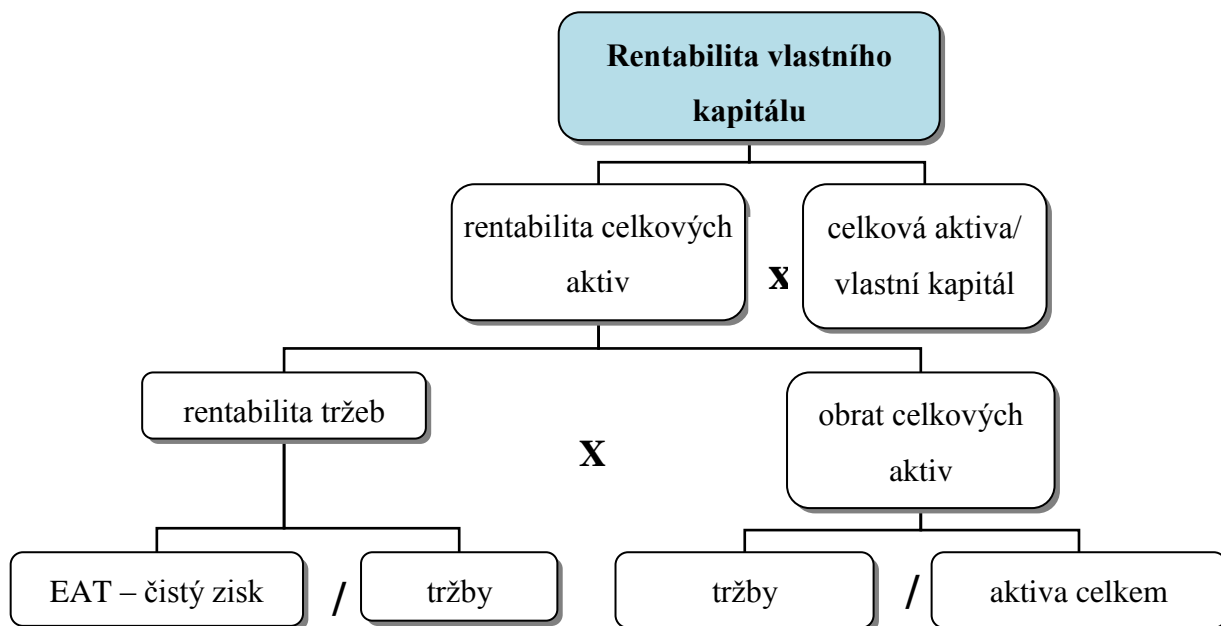 Rentabilita vlastního
kapitálu
rentabilita celkových
aktiv
x
celková aktiva/
vlastní kapitál
rentabilita tržeb
x
obrat celkových
aktiv
EAT – čistý zisk
/
tržby
tržby
/
aktiva celkem